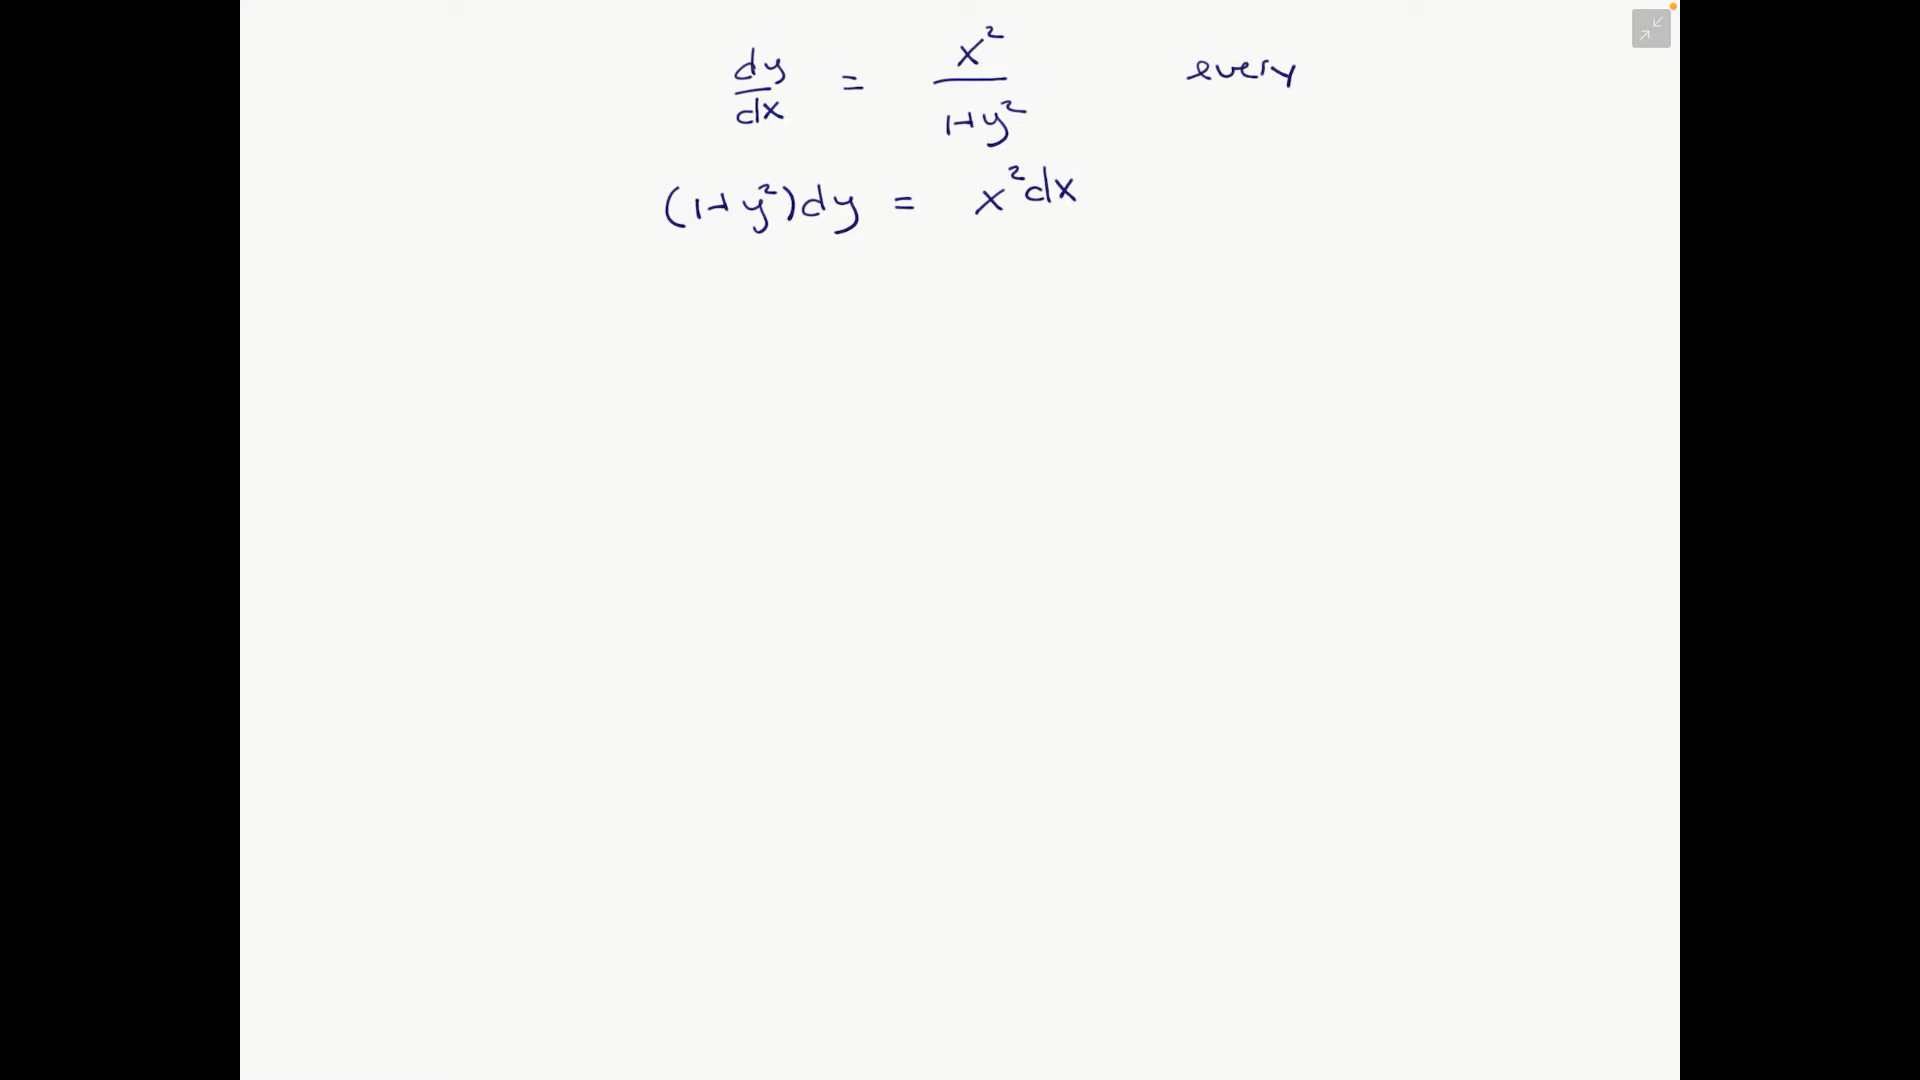 dy/dx = x²/(1+y²) every
(1+y²)dy = x²dx